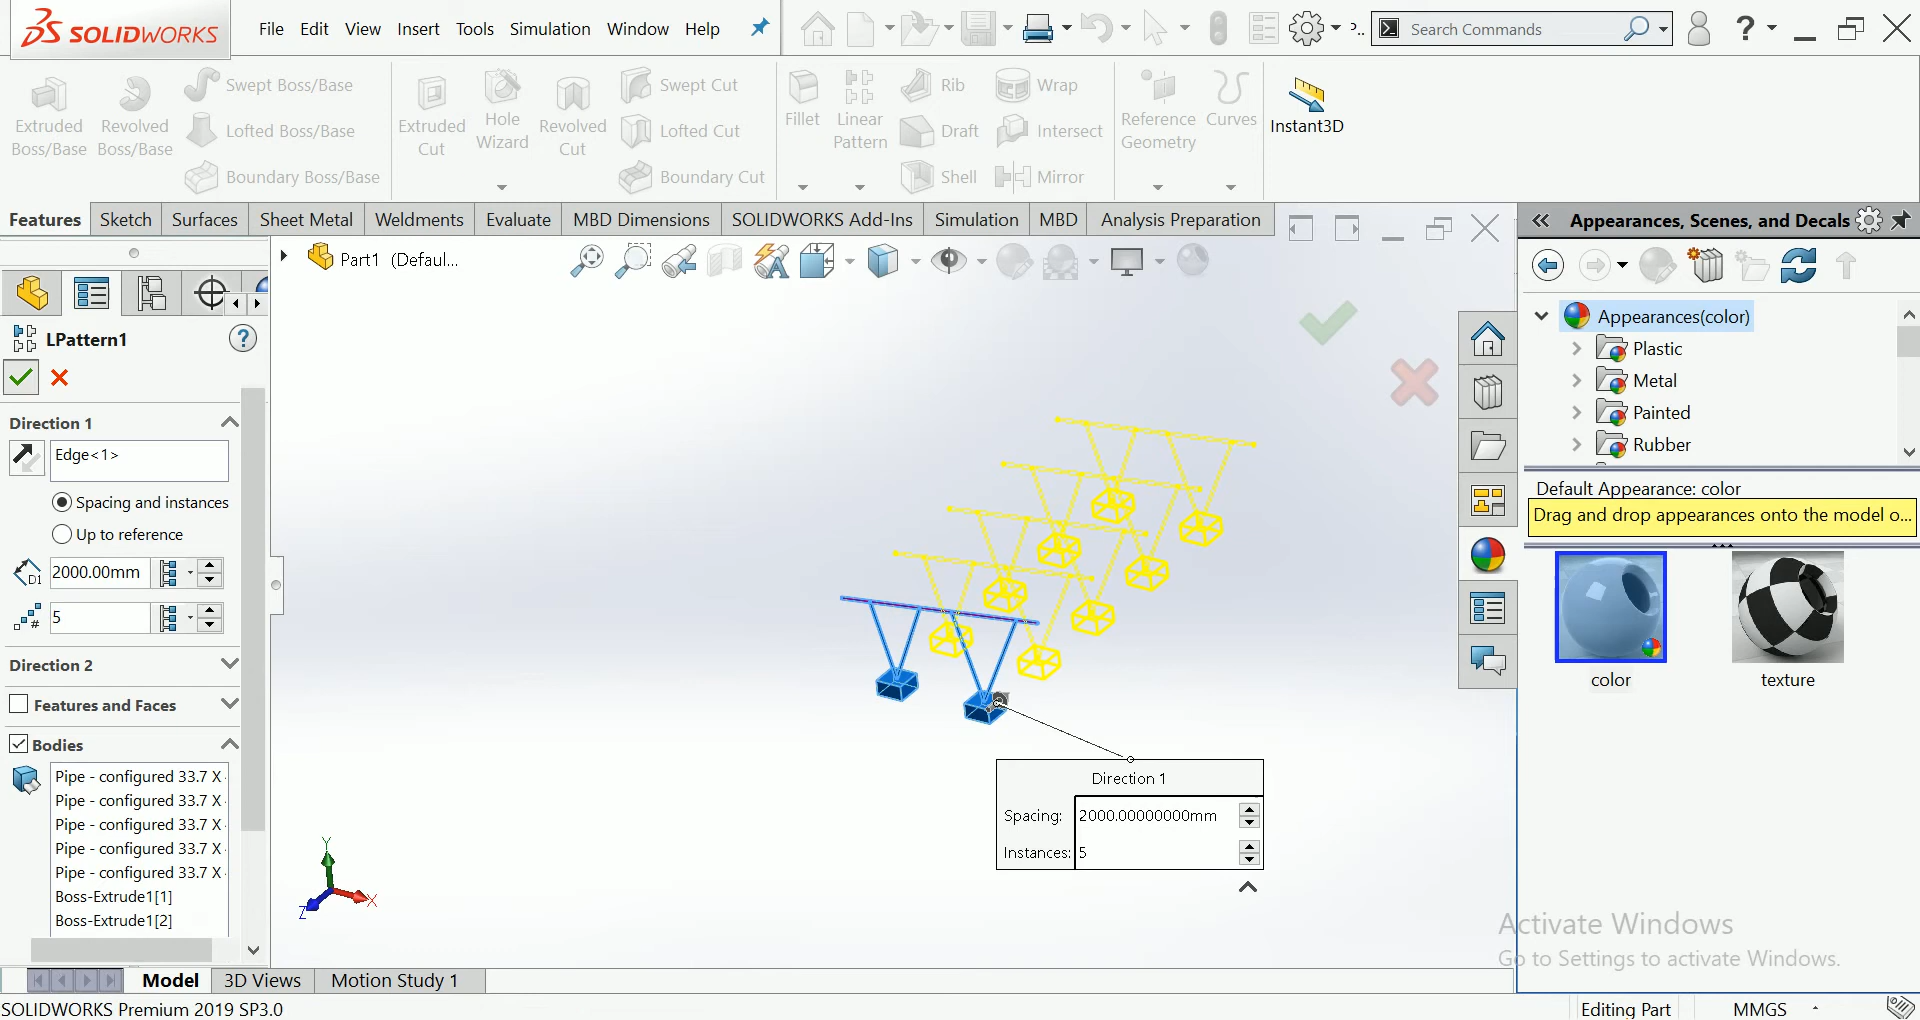 SOLIDWORKS
File Edit View Insert Tools Simulation Window Help
P..
Search Commands
?
Extruded Boss/Base
Revolved Boss/Base
Swept Boss/Base
Lofted Boss/Base
Boundary Boss/Base
Extruded Cut
Hole Wizard
Revolved Cut
Swept Cut
Lofted Cut
Boundary Cut
Fillet
Linear Pattern
Rib
Draft
Shell
Wrap
Intersect
Mirror
Reference Geometry
Curves
Instant3D
Features Sketch Surfaces Sheet Metal Weldments Evaluate MBD Dimensions SOLIDWORKS Add-Ins Simulation MBD Analysis Preparation
Part1 (Defaul...
LPattern1
?
Direction 1
Edge<1>
Spacing and instances
Up to reference
D1
2000.00mm
#
5
Direction 2
Features and Faces
Bodies
Pipe - configured 33.7 X
Pipe - configured 33.7 X
Pipe - configured 33.7 X
Pipe - configured 33.7 X
Pipe - configured 33.7 X
Boss-Extrude1[1]
Boss-Extrude1[2]
Y
X
Z
Direction 1
Spacing: 2000.00000000mm
Instances: 5
Appearances, Scenes, and Decals
Appearances(color)
Plastic
Metal
Painted
Rubber
Default Appearance: color
Drag and drop appearances onto the model o...
color
texture
Activate Windows
Go to Settings to activate Windows.
Model 3D Views Motion Study 1
SOLIDWORKS Premium 2019 SP3.0
Editing Part
MMGS